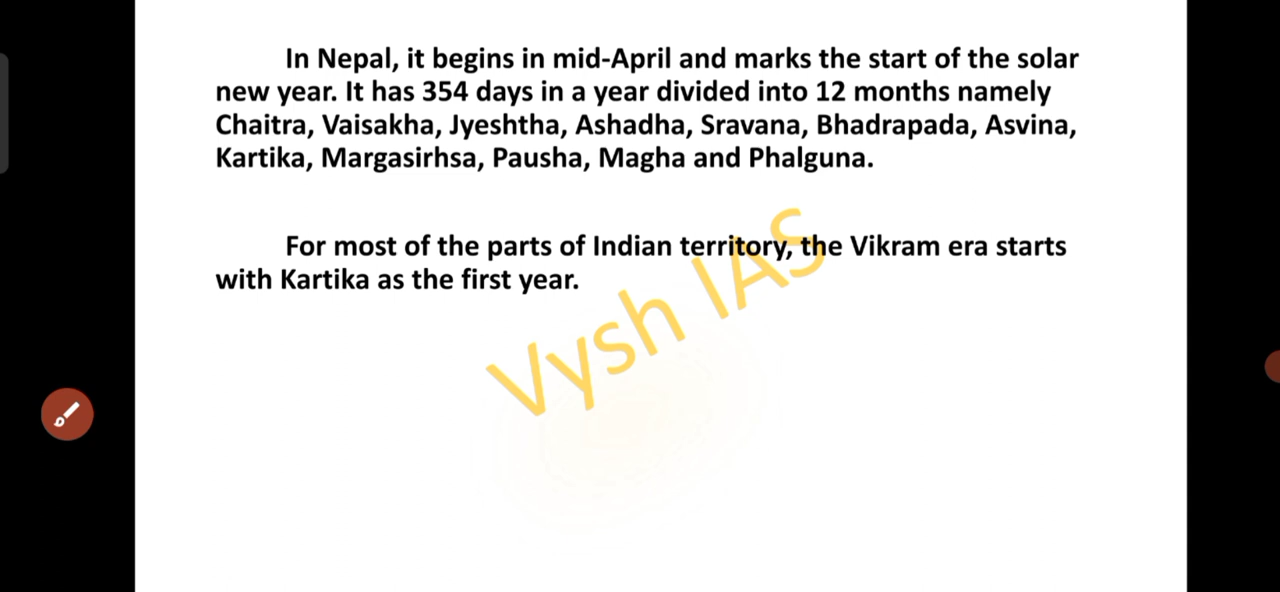 In Nepal, it begins in mid-April and marks the start of the solar
new year. It has 354 days in a year divided into 12 months namely
Chaitra, Vaisakha, Jyeshtha, Ashadha, Sravana, Bhadrapada, Asvina,
Kartika, Margasirhsa, Pausha, Magha and Phalguna.
For most of the parts of Indian territory, the Vikram era starts
with Kartika as the first year.
Vysh IAS